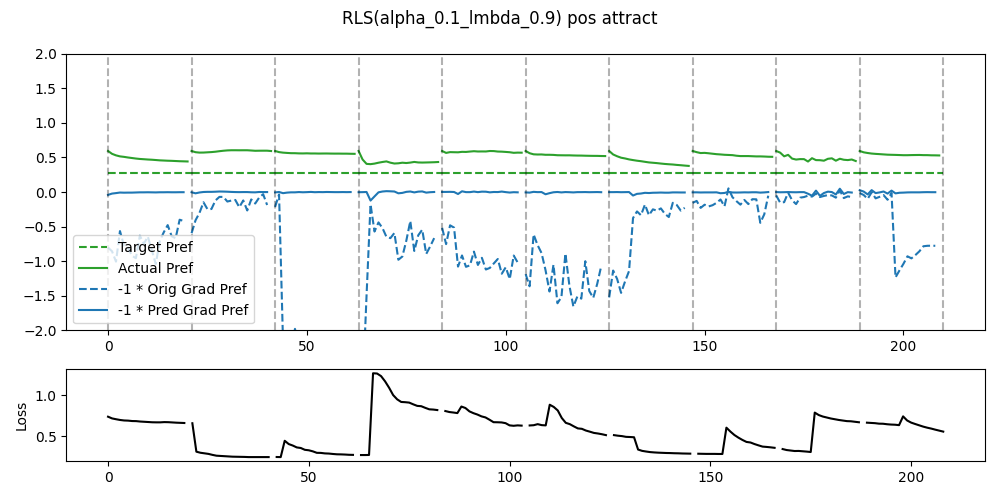 RLS(alpha_0.1_lmbda_0.9) pos attract
2.0
1.5
1.0
0.5
0.0
−0.5
−1.0
−1.5
−2.0
Target Pref
Actual Pref
-1 * Orig Grad Pref
-1 * Pred Grad Pref
0 50 100 150 200
Loss
1.0
0.5
0 50 100 150 200